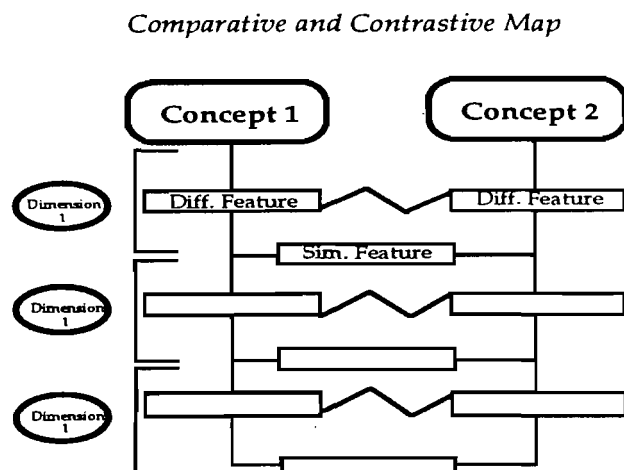 Comparative and Contrastive Map
Concept 1
Concept 2
Dimension
1
Diff. Feature
Diff. Feature
Sim. Feature
Dimension
1
Dimension
1